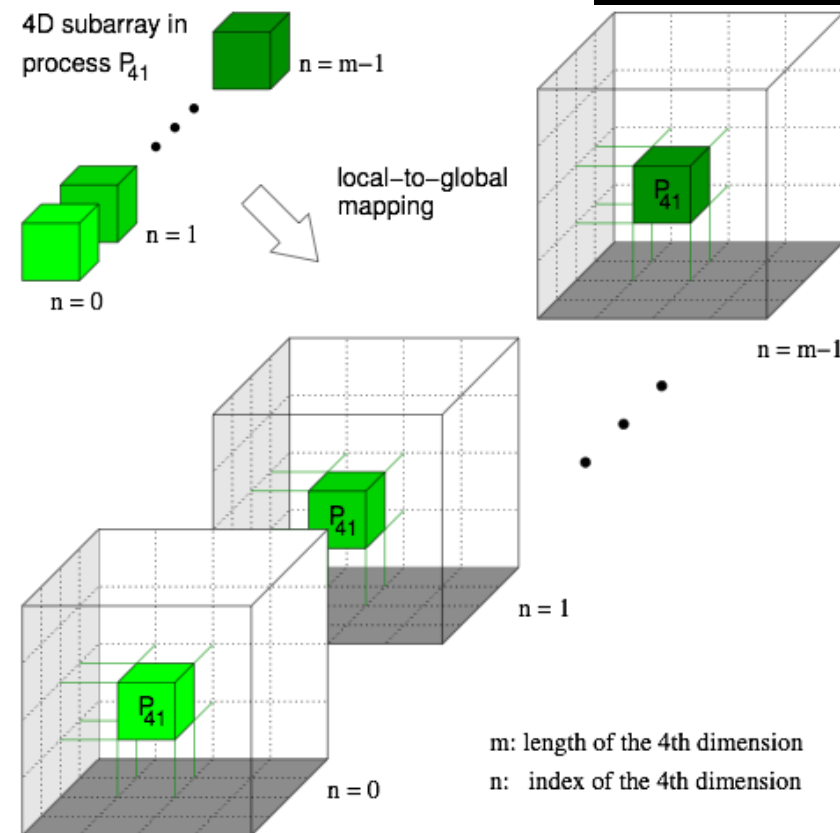 4D subarray in
process P41
n = m−1
n = 1
n = 0
local−to−global
mapping
P41
n = m−1
P41
n = 1
P41
n = 0
m: length of the 4th dimension
n: index of the 4th dimension